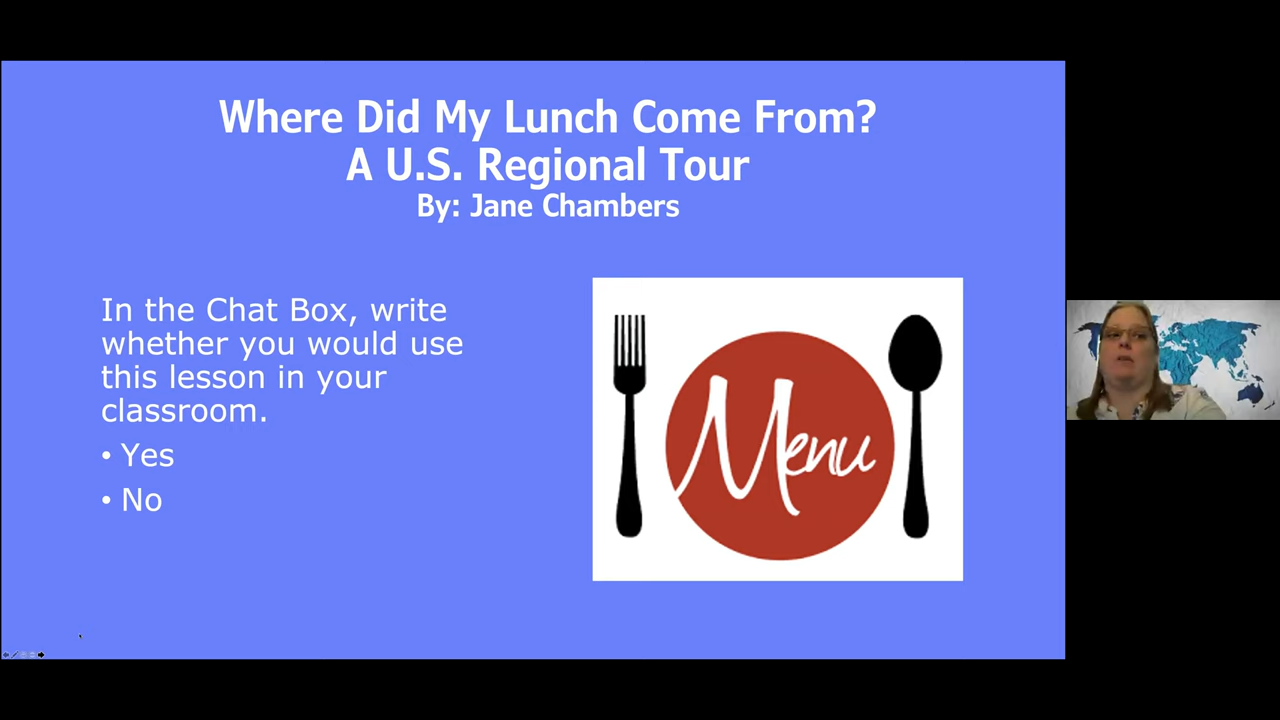 Where Did My Lunch Come From?
A U.S. Regional Tour
By: Jane Chambers
In the Chat Box, write
whether you would use
this lesson in your
classroom.
• Yes
• No
Menu